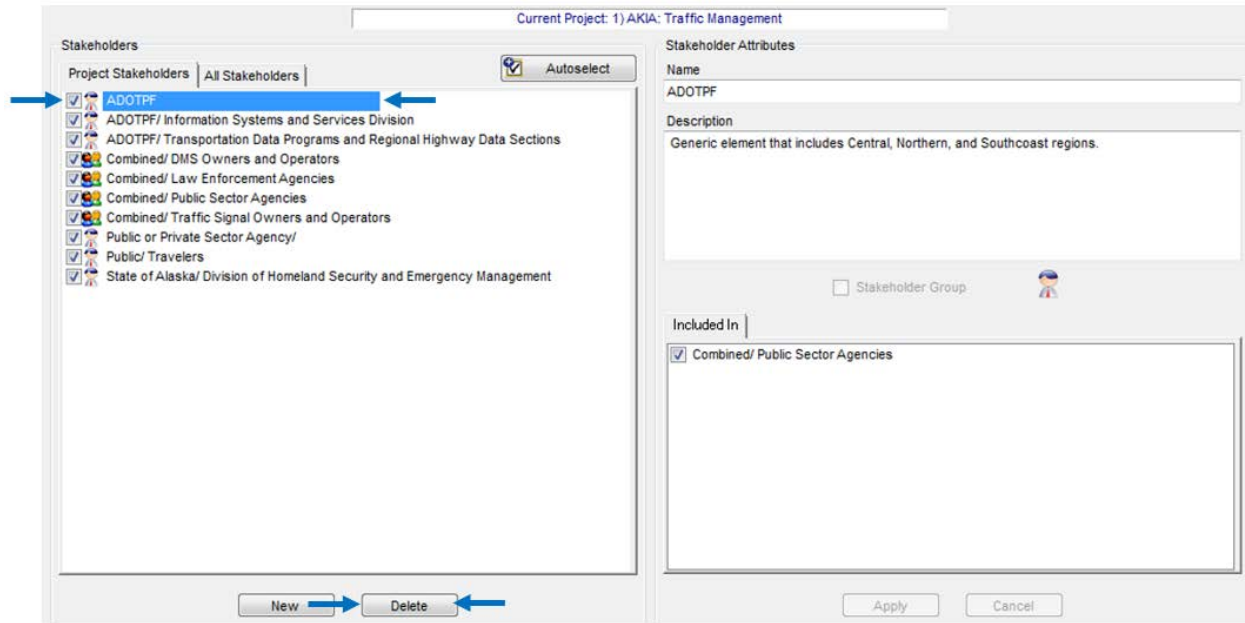 Current Project: 1) AKIA: Traffic Management
Stakeholders
Project Stakeholders
All Stakeholders
Autoselect
ADOTPF
ADOTPF/ Information Systems and Services Division
ADOTPF/ Transportation Data Programs and Regional Highway Data Sections
Combined/ DMS Owners and Operators
Combined/ Law Enforcement Agencies
Combined/ Public Sector Agencies
Combined/ Traffic Signal Owners and Operators
Public or Private Sector Agency/
Public/ Travelers
State of Alaska/ Division of Homeland Security and Emergency Management
New
Delete
Stakeholder Attributes
Name
ADOTPF
Description
Generic element that includes Central, Northern, and Southcoast regions.
Stakeholder Group
Included In
Combined/ Public Sector Agencies
Apply
Cancel